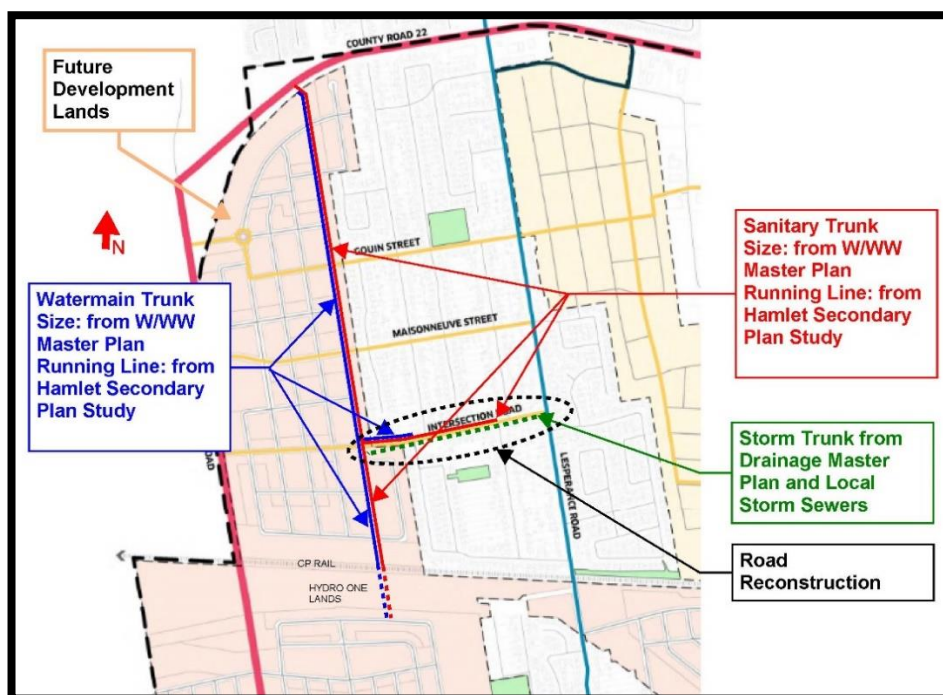 COUNTY ROAD 22
Future
Development
Lands
N
GOUIN STREET
Sanitary Trunk
Size: from W/WW
Master Plan
Running Line: from
Hamlet Secondary
Plan Study
Watermain Trunk
Size: from W/WW
Master Plan
Running Line: from
Hamlet Secondary
Plan Study
MAISONNEUVE STREET
INTERSECTION ROAD
ROAD
LESPERANCE ROAD
Storm Trunk from
Drainage Master
Plan and Local
Storm Sewers
Road
Reconstruction
CP RAIL
HYDRO ONE
LANDS